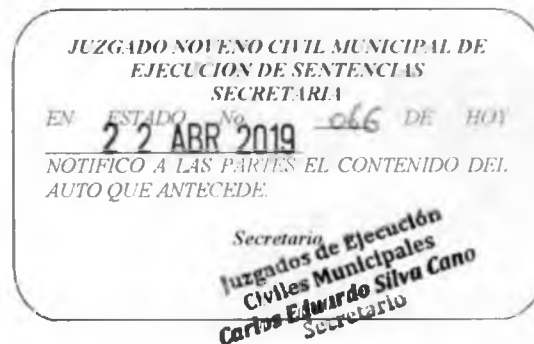 JUZGADO NOVENO CIVIL MUNICIPAL DE
EJECUCION DE SENTENCIAS
SECRETARIA
EN ESTADO No 066 DE HOY
22 ABR 2019
NOTIFICO A LAS PARTES EL CONTENIDO DEL
AUTO QUE ANTECEDE.
Secretario
Juzgados de Ejecución
Civiles Municipales
Carlos Eduardo Silva Cano
Secretario